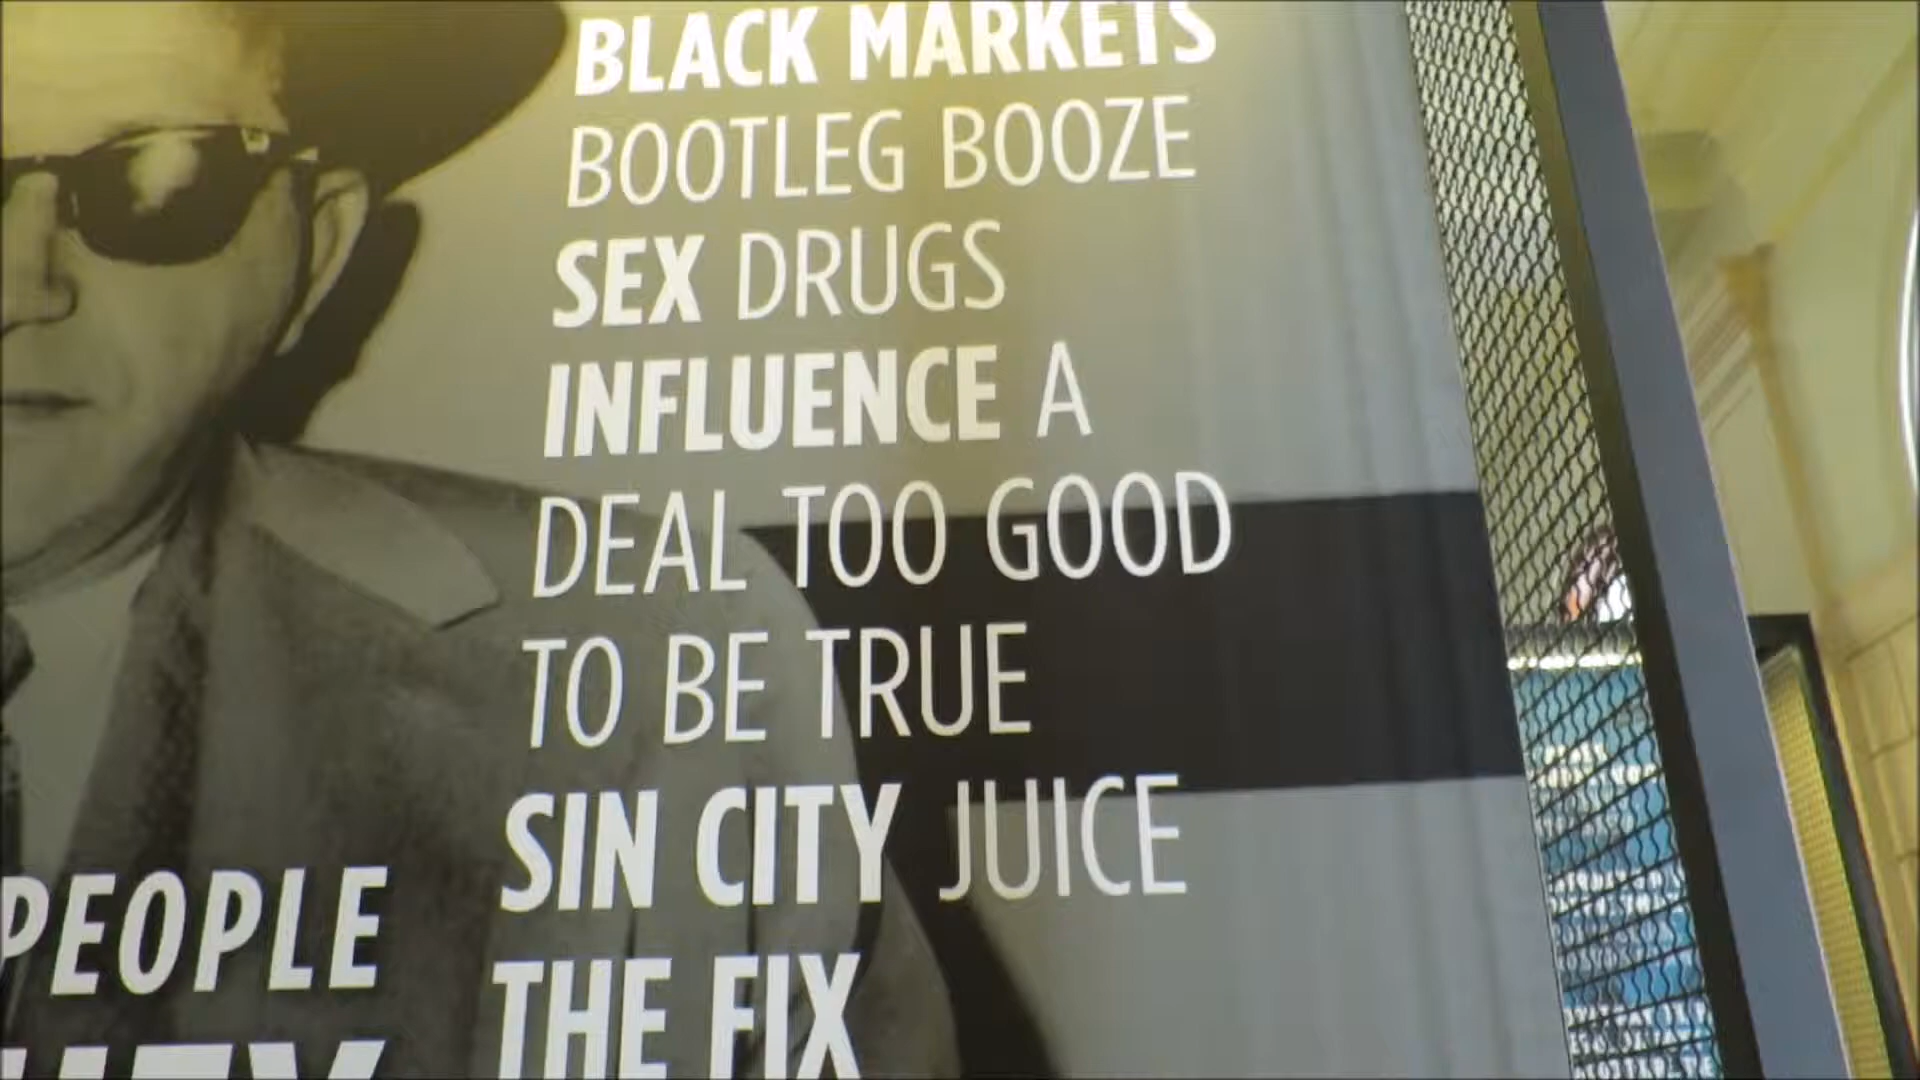 BLACK MARKETS
BOOTLEG BOOZE
SEX DRUGS
INFLUENCE A
DEAL TOO GOOD
TO BE TRUE
SIN CITY JUICE
THE FIX
PEOPLE